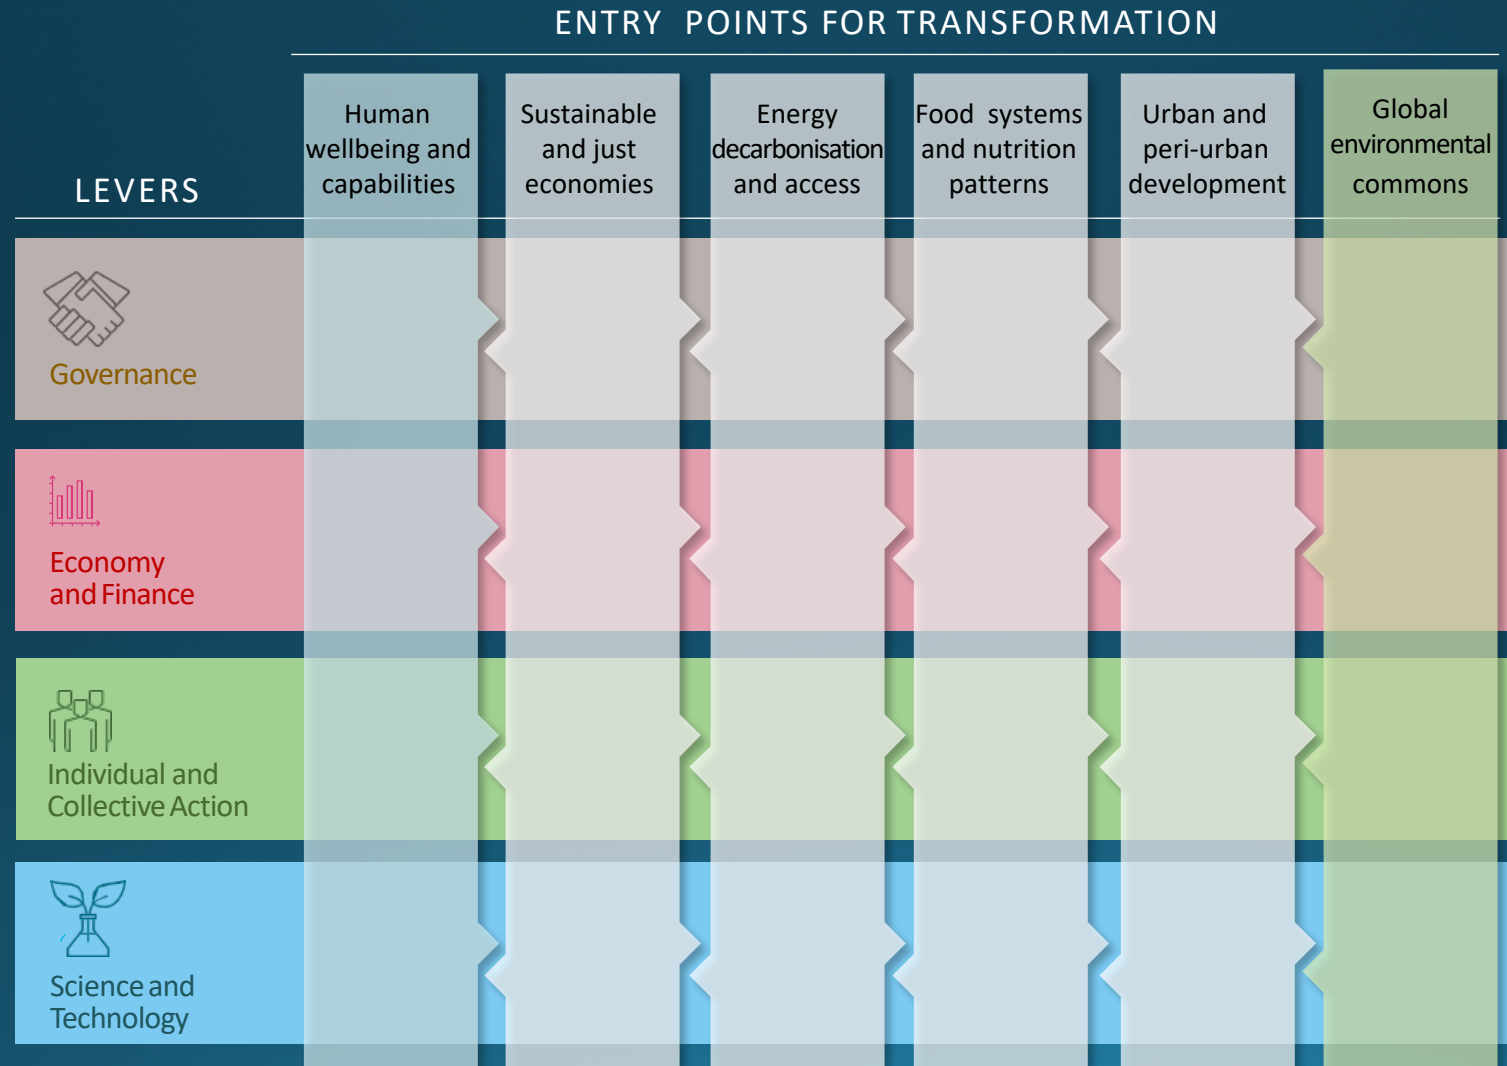 ENTRY POINTS FOR TRANSFORMATION
LEVERS
Human
wellbeing and
capabilities
Sustainable
and just
economies
Energy
decarbonisation
and access
Food systems
and nutrition
patterns
Urban and
peri-urban
development
Global
environmental
commons
Governance
Economy
and Finance
Individual and
Collective Action
Science and
Technology